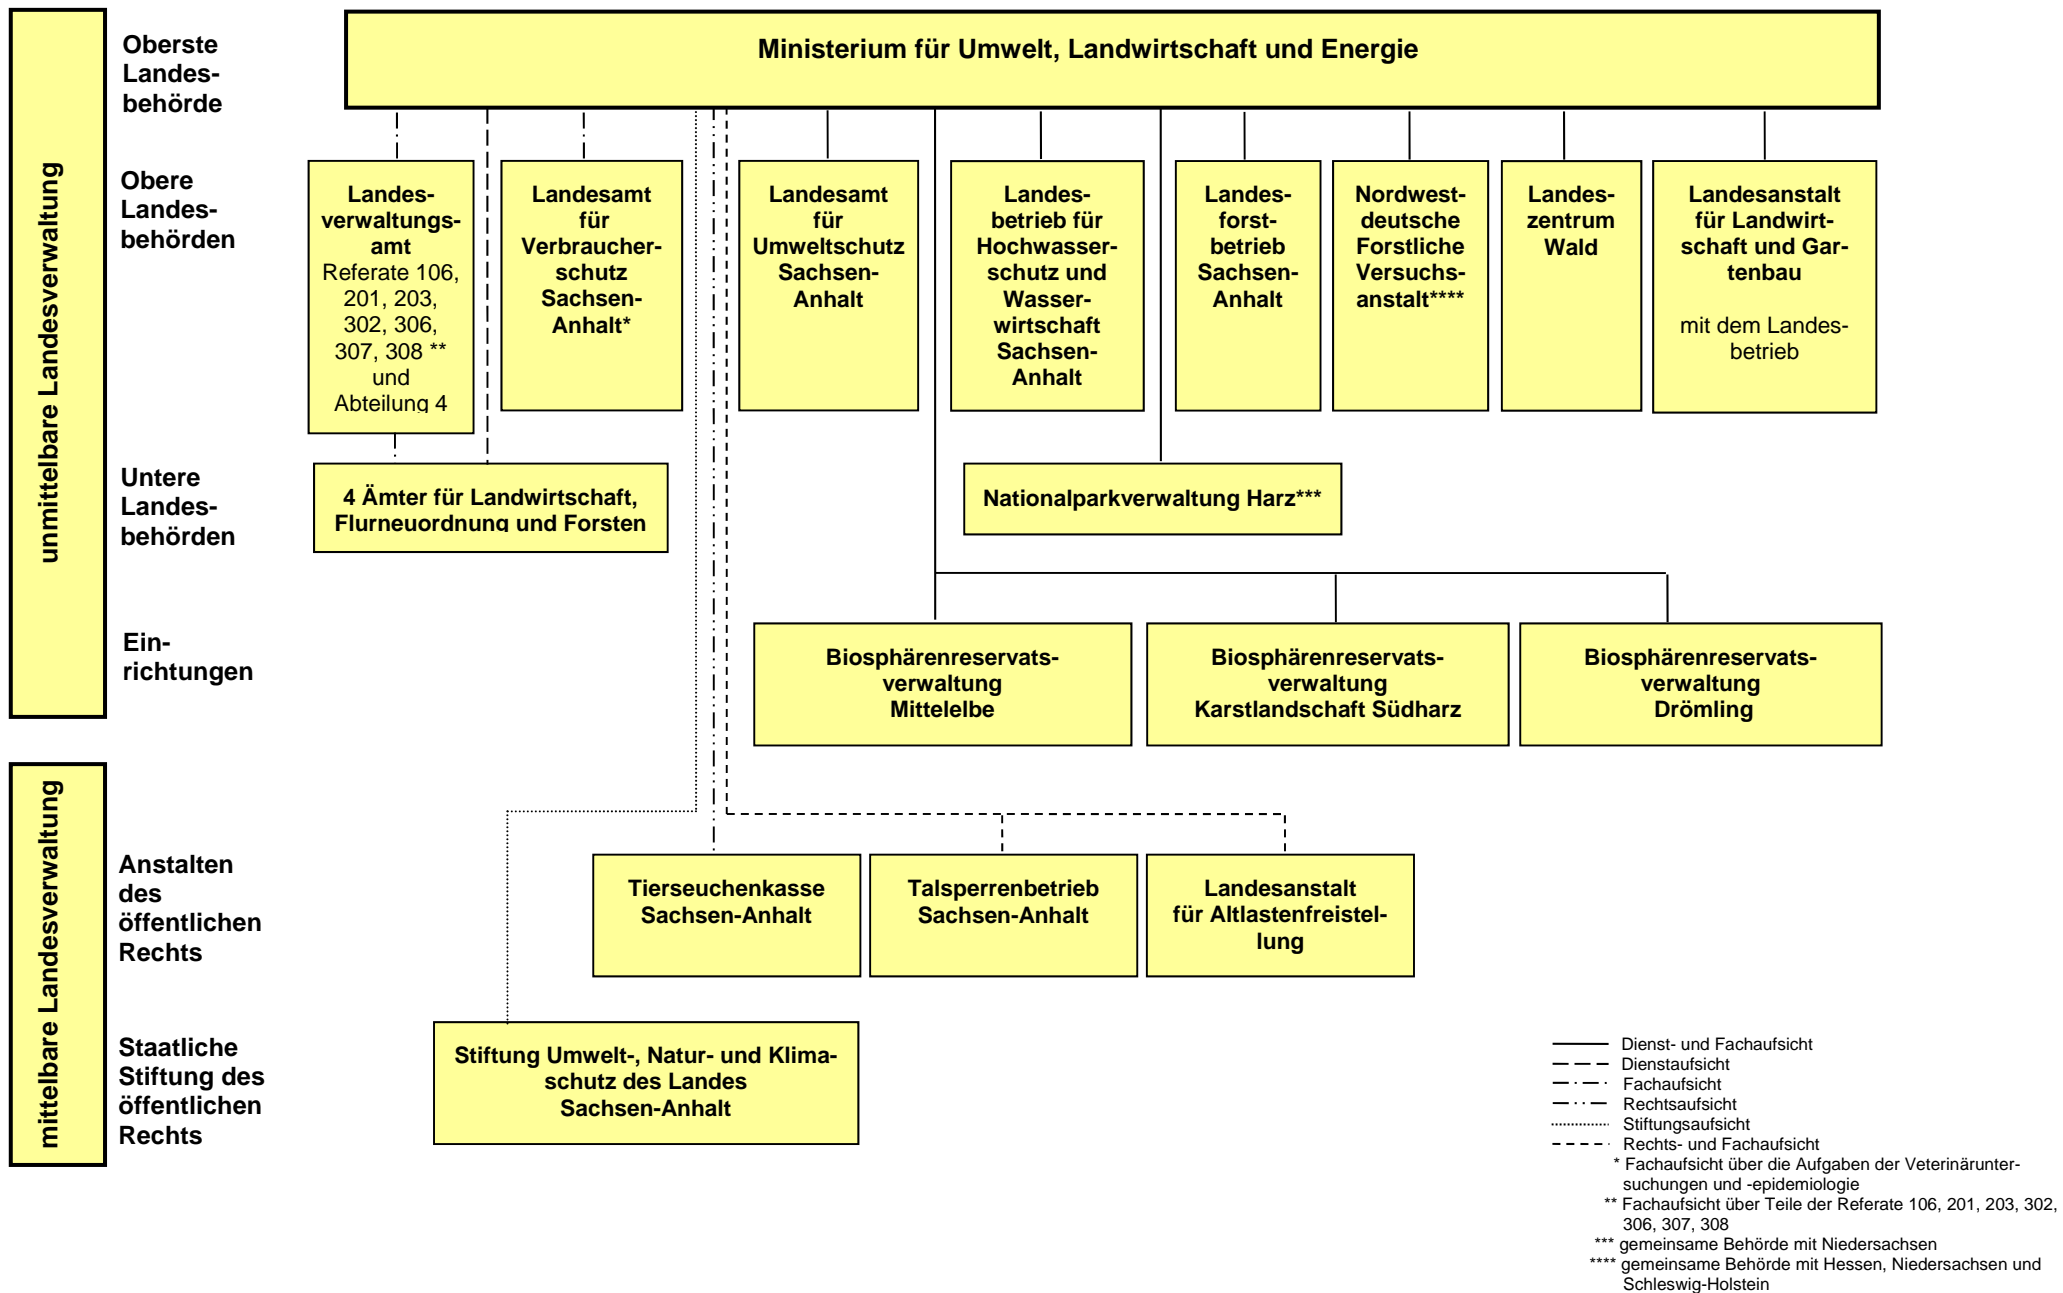 unmittelbare Landesverwaltung
Oberste
Landes-
behörde
Ministerium für Umwelt, Landwirtschaft und Energie
Obere
Landes-
behörden
Landes-
verwaltungs-
amt
Referate 106,
201, 203,
302, 306,
307, 308 **
und
Abteilung 4
Landesamt
für
Verbraucher-
schutz
Sachsen-
Anhalt*
Landesamt
für
Umweltschutz
Sachsen-
Anhalt
Landes-
betrieb für
Hochwasser-
schutz und
Wasser-
wirtschaft
Sachsen-
Anhalt
Landes-
forst-
betrieb
Sachsen-
Anhalt
Nordwest-
deutsche
Forstliche
Versuchs-
anstalt****
Landes-
zentrum
Wald
Landesanstalt
für Landwirt-
schaft und Gar-
tenbau
mit dem Landes-
betrieb
Untere
Landes-
behörden
4 Ämter für Landwirtschaft,
Flurneuordnung und Forsten
Nationalparkverwaltung Harz***
Ein-
richtungen
Biosphärenreservats-
verwaltung
Mittelelbe
Biosphärenreservats-
verwaltung
Karstlandschaft Südharz
Biosphärenreservats-
verwaltung
Drömling
mittelbare Landesverwaltung
Anstalten
des
öffentlichen
Rechts
Tierseuchenkasse
Sachsen-Anhalt
Talsperrenbetrieb
Sachsen-Anhalt
Landesanstalt
für Altlastenfreistel-
lung
Staatliche
Stiftung des
öffentlichen
Rechts
Stiftung Umwelt-, Natur- und Klima-
schutz des Landes
Sachsen-Anhalt
Dienst- und Fachaufsicht
Dienstaufsicht
Fachaufsicht
Rechtsaufsicht
Stiftungsaufsicht
Rechts- und Fachaufsicht
* Fachaufsicht über die Aufgaben der Veterinärunter-
suchungen und -epidemiologie
** Fachaufsicht über Teile der Referate 106, 201, 203, 302,
306, 307, 308
*** gemeinsame Behörde mit Niedersachsen
**** gemeinsame Behörde mit Hessen, Niedersachsen und
Schleswig-Holstein